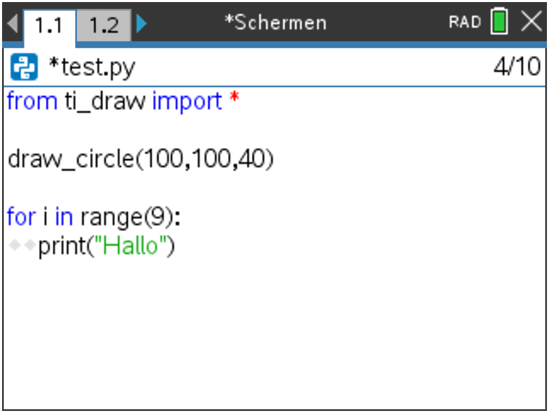 1.1 1.2 *Schermen RAD
*test.py 4/10
from ti_draw import *
draw_circle(100,100,40)
for i in range(9):
print("Hallo")